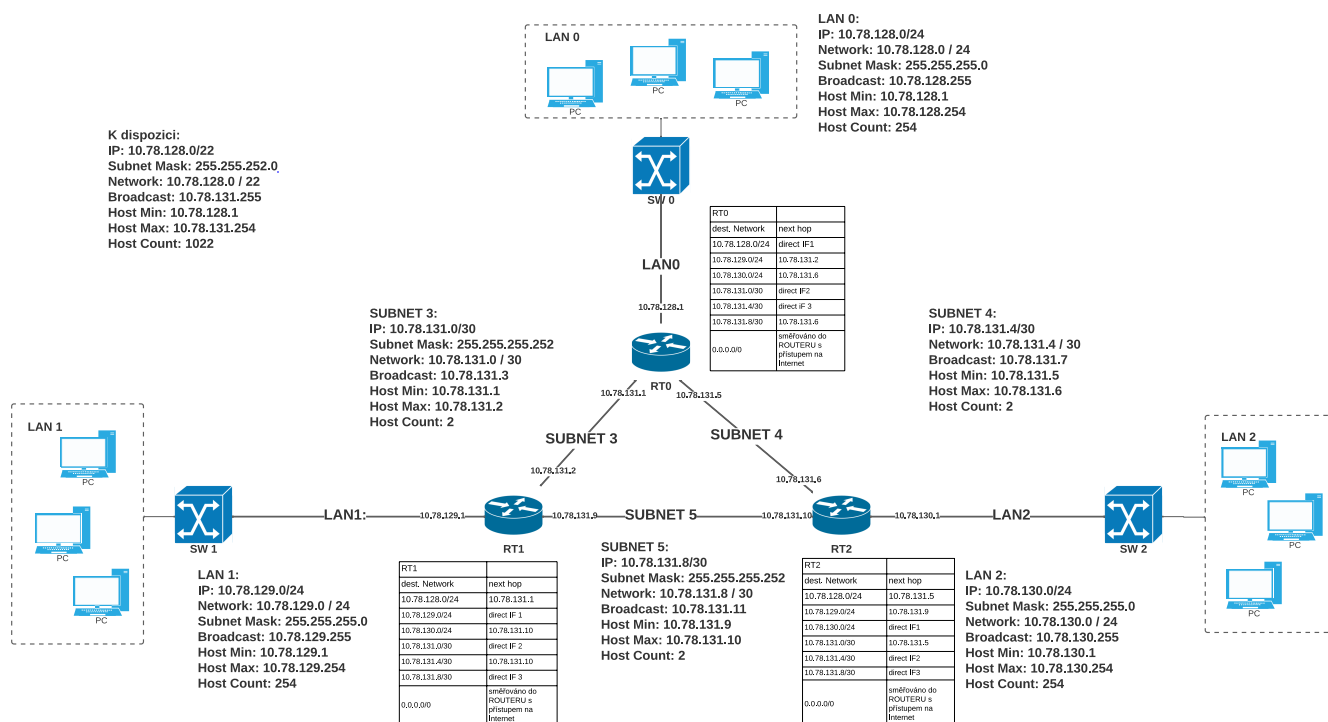 LAN 0:
IP: 10.78.128.0/24
Network: 10.78.128.0 / 24
Subnet Mask: 255.255.255.0
Broadcast: 10.78.128.255
Host Min: 10.78.128.1
Host Max: 10.78.128.254
Host Count: 254
LAN 0
PC
PC
PC
K dispozici:
IP: 10.78.128.0/22
Subnet Mask: 255.255.252.0
Network: 10.78.128.0 / 22
Broadcast: 10.78.131.255
Host Min: 10.78.128.1
Host Max: 10.78.131.254
Host Count: 1022
SW 0
RT0
dest. Network next hop
10.78.128.0/24 direct IF1
10.78.129.0/24 10.78.131.2
10.78.130.0/24 10.78.131.6
10.78.131.0/30 direct IF2
10.78.131.4/30 direct iF 3
10.78.131.8/30 10.78.131.6
0.0.0.0/0 směřováno do
ROUTERU s
přístupem na
Internet
LAN0
10.78.128.1
RT0
10.78.131.1
10.78.131.5
SUBNET 3:
IP: 10.78.131.0/30
Subnet Mask: 255.255.255.252
Network: 10.78.131.0 / 30
Broadcast: 10.78.131.3
Host Min: 10.78.131.1
Host Max: 10.78.131.2
Host Count: 2
SUBNET 4:
IP: 10.78.131.4/30
Network: 10.78.131.4 / 30
Broadcast: 10.78.131.7
Host Min: 10.78.131.5
Host Max: 10.78.131.6
Host Count: 2
SUBNET 3
SUBNET 4
10.78.131.2
10.78.131.6
LAN 1
PC
PC
PC
SW 1
LAN1:
10.78.129.1
RT1
10.78.131.9
SUBNET 5
10.78.131.10
RT2
10.78.130.1
LAN2
SW 2
LAN 2
PC
PC
PC
LAN 1:
IP: 10.78.129.0/24
Network: 10.78.129.0 / 24
Subnet Mask: 255.255.255.0
Broadcast: 10.78.129.255
Host Min: 10.78.129.1
Host Max: 10.78.129.254
Host Count: 254
RT1
dest. Network next hop
10.78.128.0/24 10.78.131.1
10.78.129.0/24 direct IF 1
10.78.130.0/24 10.78.131.10
10.78.131.0/30 direct IF 2
10.78.131.4/30 10.78.131.10
10.78.131.8/30 direct IF 3
0.0.0.0/0 směřováno do
ROUTERU s
přístupem na
Internet
SUBNET 5:
IP: 10.78.131.8/30
Subnet Mask: 255.255.255.252
Network: 10.78.131.8 / 30
Broadcast: 10.78.131.11
Host Min: 10.78.131.9
Host Max: 10.78.131.10
Host Count: 2
RT2
dest. Network next hop
10.78.128.0/24 10.78.131.5
10.78.129.0/24 10.78.131.9
10.78.130.0/24 direct IF1
10.78.131.0/30 10.78.131.5
10.78.131.4/30 direct IF2
10.78.131.8/30 direct IF3
0.0.0.0/0 směřováno do
ROUTERU s
přístupem na
Internet
LAN 2:
IP: 10.78.130.0/24
Subnet Mask: 255.255.255.0
Network: 10.78.130.0 / 24
Broadcast: 10.78.130.255
Host Min: 10.78.130.1
Host Max: 10.78.130.254
Host Count: 254